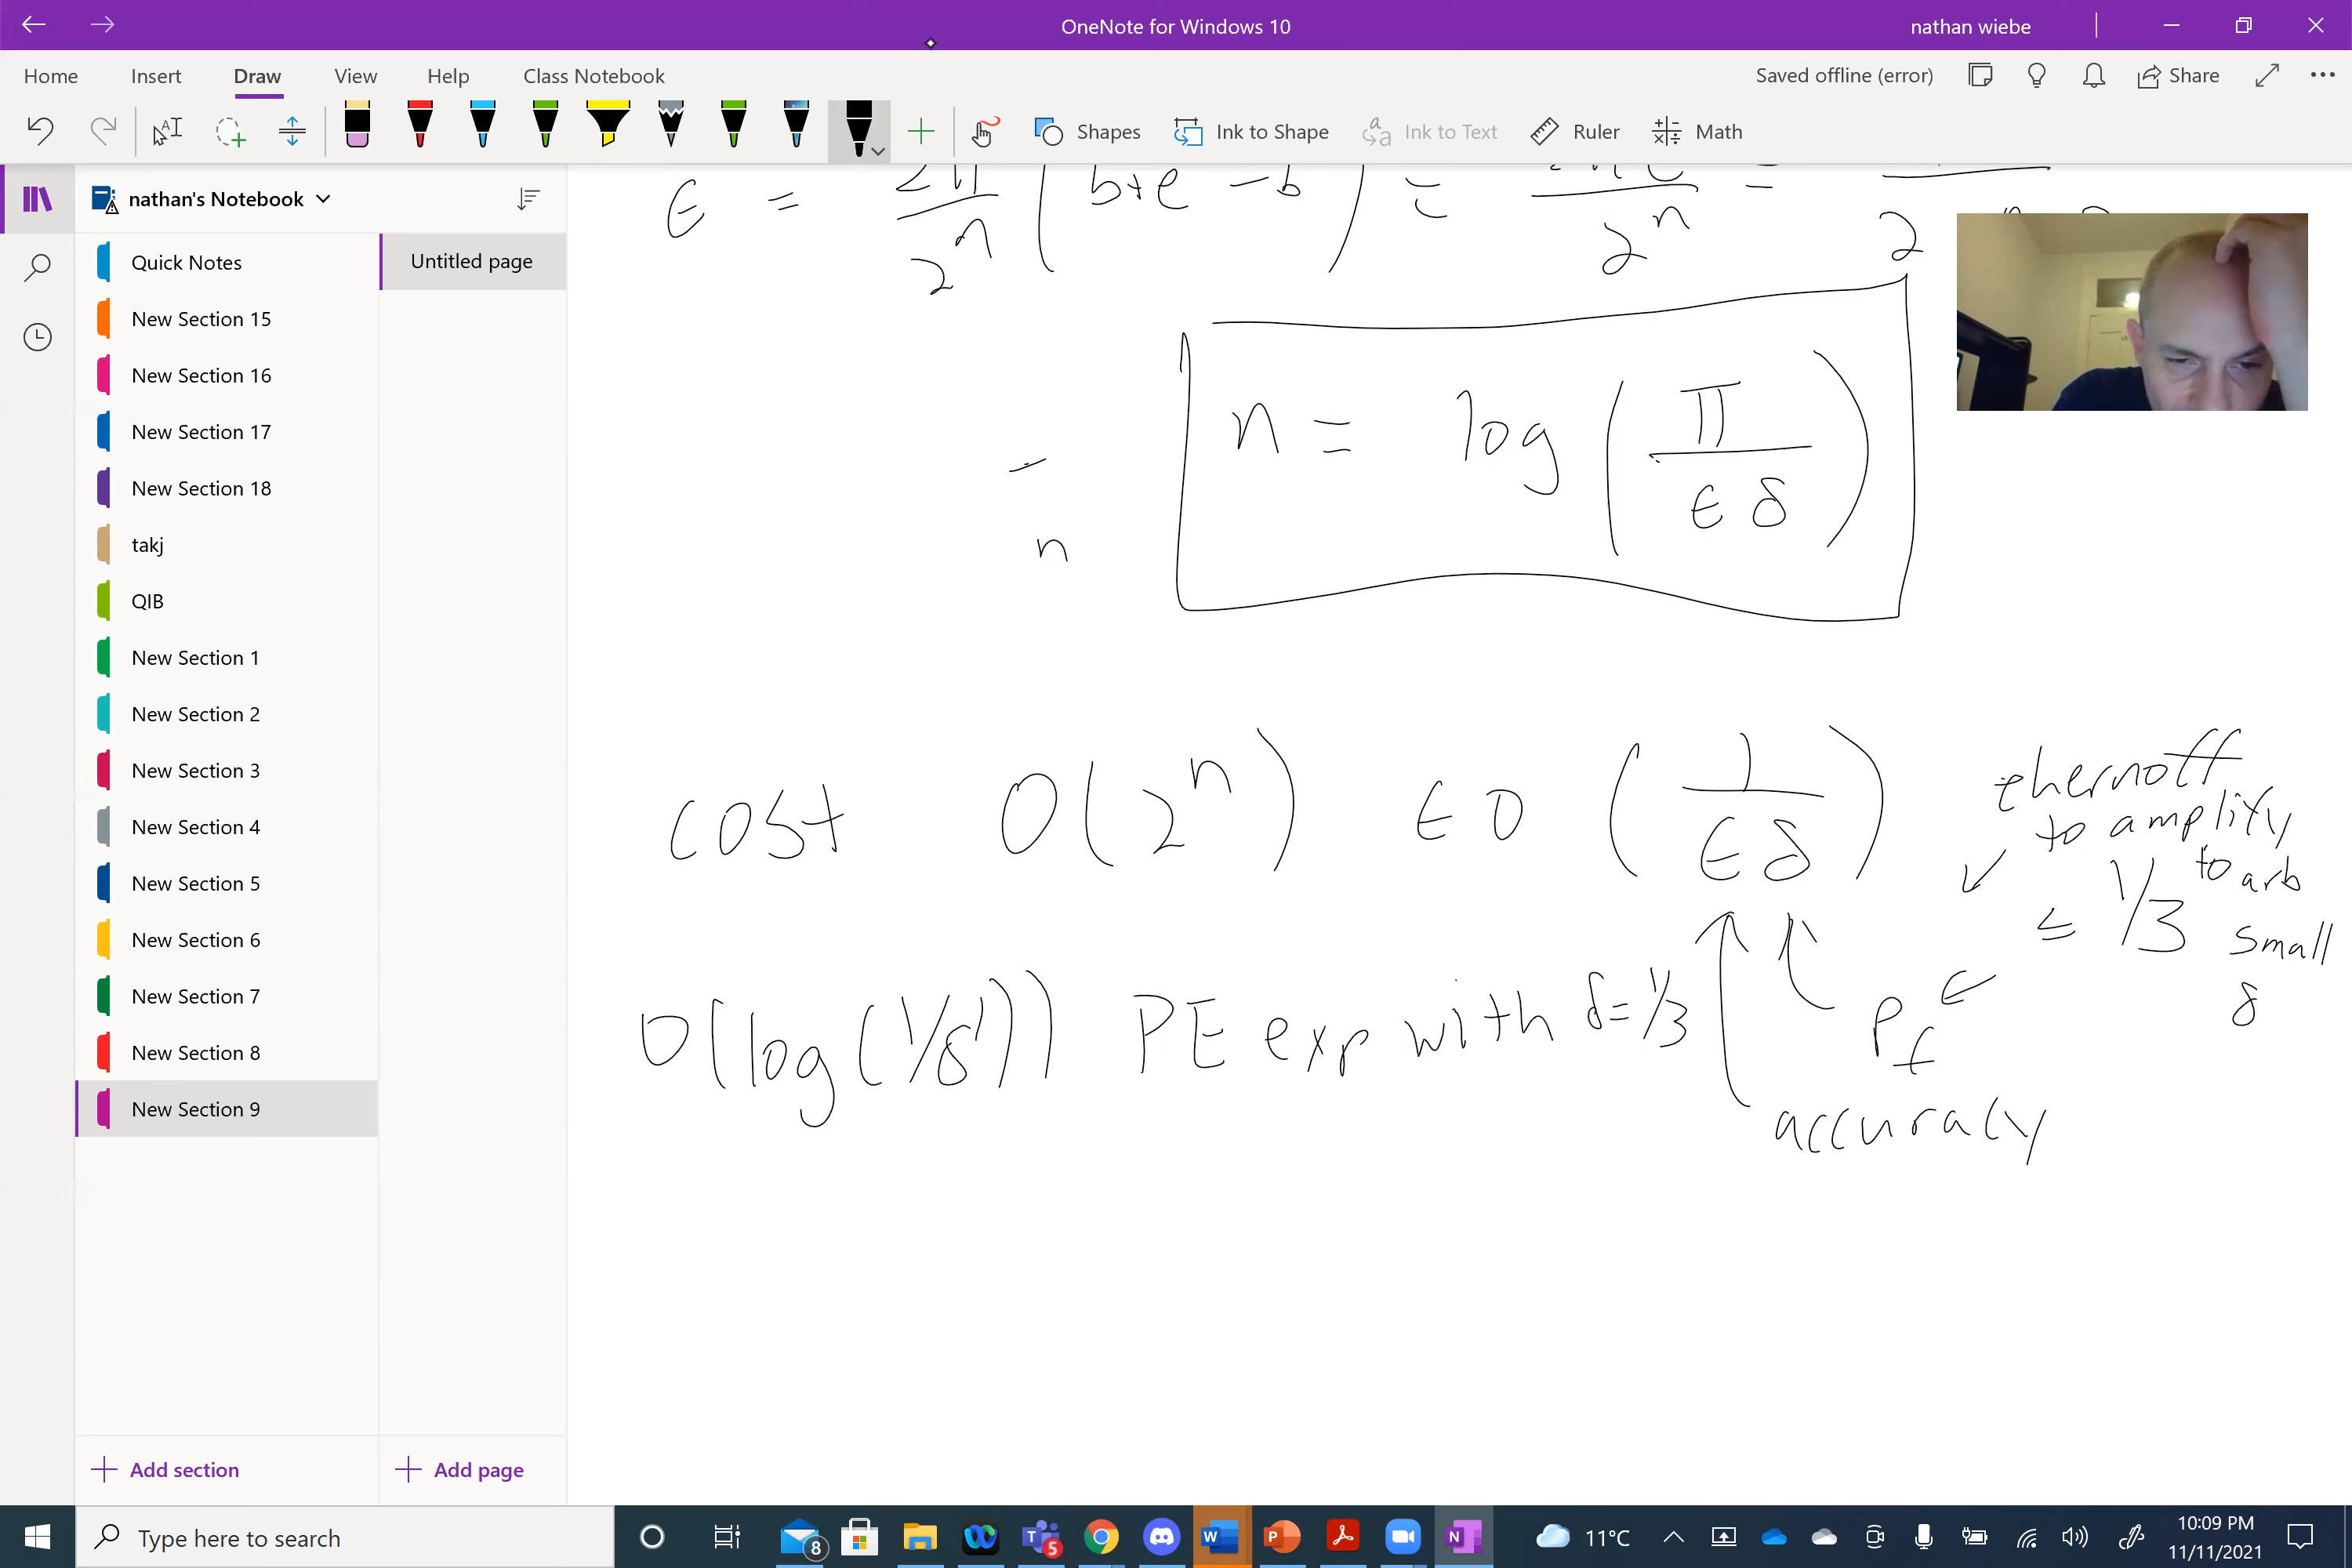 OneNote for Windows 10
nathan wiebe
Home Insert Draw View Help Class Notebook
Saved offline (error) Share
Shapes Ink to Shape Ink to Text Ruler Math
nathan's Notebook
Quick Notes
New Section 15
New Section 16
New Section 17
New Section 18
takj
QIB
New Section 1
New Section 2
New Section 3
New Section 4
New Section 5
New Section 6
New Section 7
New Section 8
New Section 9
Add section
Untitled page
Add page
ϵ = 2π/2^n (b+e - b) =
n = log (π / ϵ δ)
n
cost O(2^n) ∈ O (1 / ϵ δ)
chernoff
to amplify
to arb
≤ 1/3 small
δ
O(log(1/δ')) PE exp with δ=1/3
P_f
accuracy
Type here to search
8
5
11°C
10:09 PM
11/11/2021